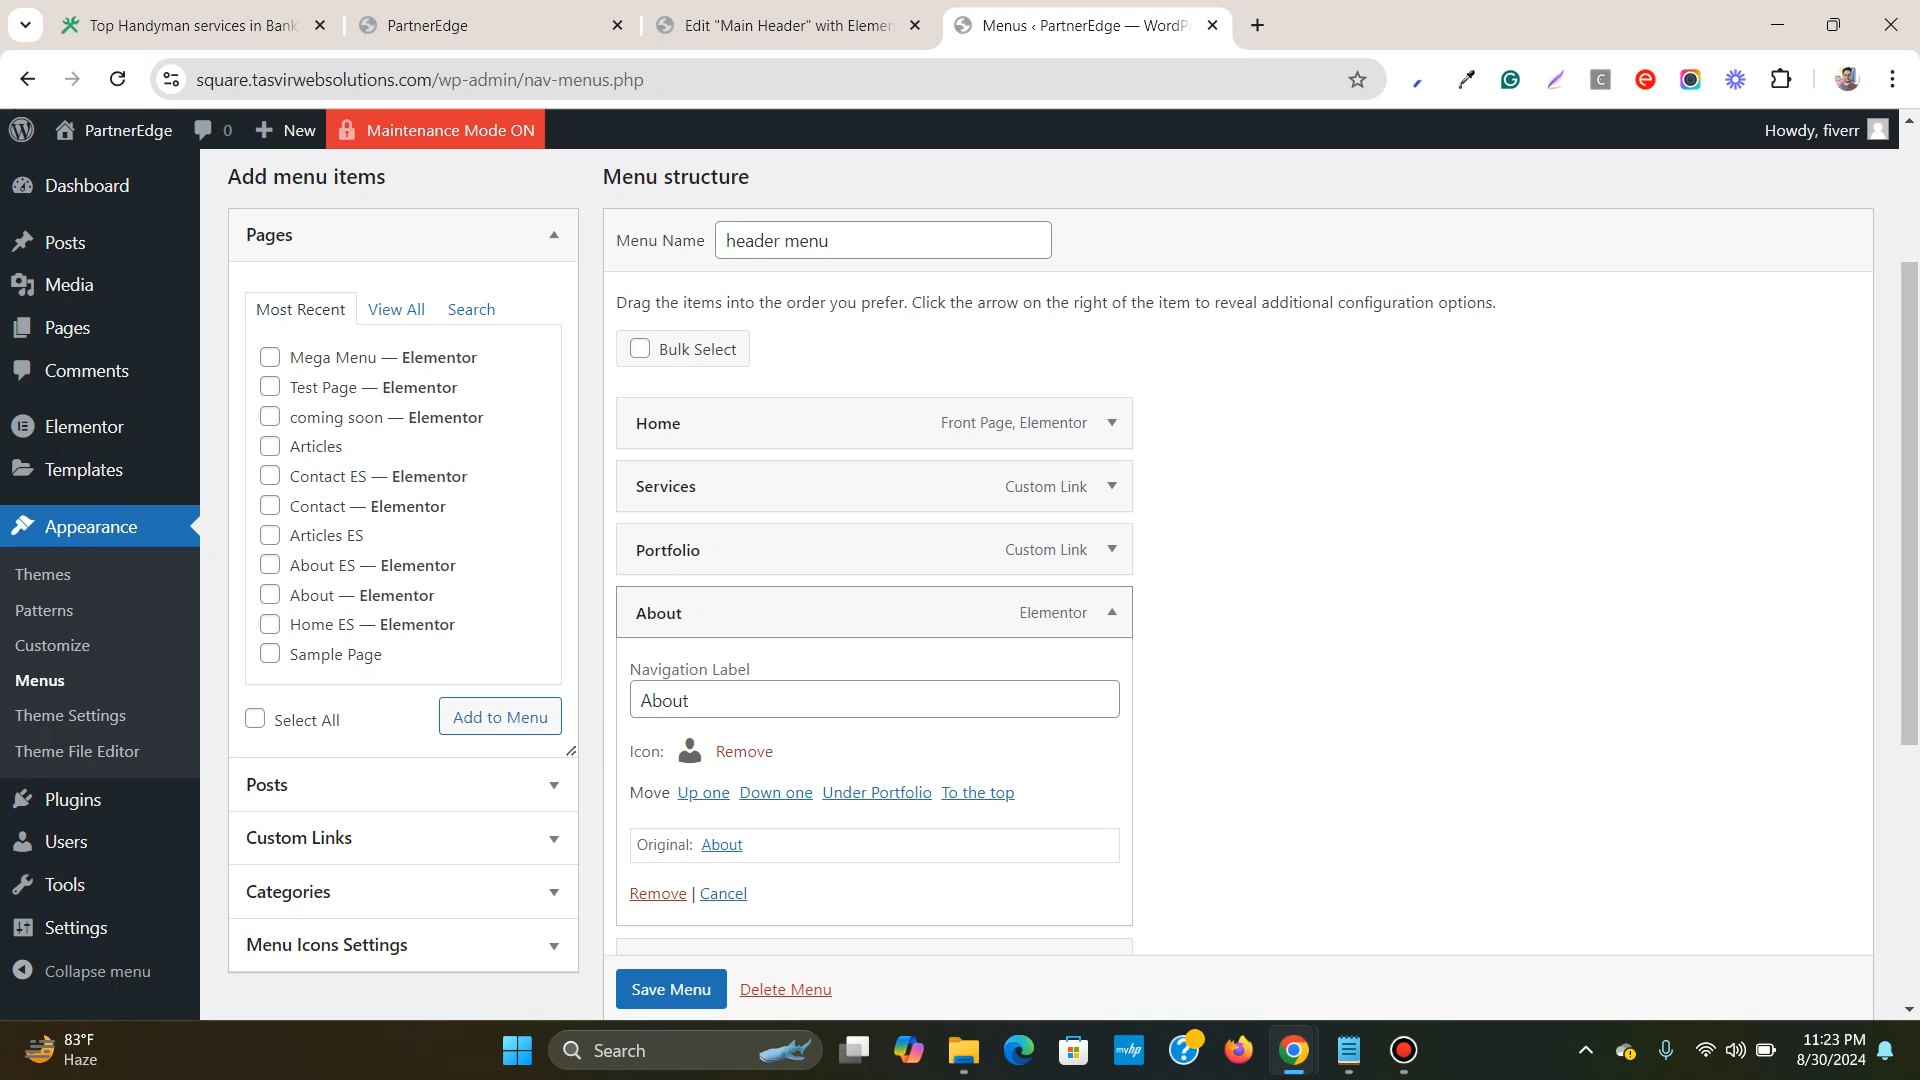 Top Handyman services in Bank
PartnerEdge
Edit "Main Header" with Elemen
Menus ‹ PartnerEdge — WordPr
square.tasvirwebsolutions.com/wp-admin/nav-menus.php
PartnerEdge
0
New
Maintenance Mode ON
Howdy, fiverr
Dashboard
Posts
Media
Pages
Comments
Elementor
Templates
Appearance
Themes
Patterns
Customize
Menus
Theme Settings
Theme File Editor
Plugins
Users
Tools
Settings
Collapse menu
Add menu items
Pages
Most Recent
View All
Search
Mega Menu — Elementor
Test Page — Elementor
coming soon — Elementor
Articles
Contact ES — Elementor
Contact — Elementor
Articles ES
About ES — Elementor
About — Elementor
Home ES — Elementor
Sample Page
Select All
Add to Menu
Posts
Custom Links
Categories
Menu Icons Settings
Menu structure
Menu Name
header menu
Drag the items into the order you prefer. Click the arrow on the right of the item to reveal additional configuration options.
Bulk Select
Home
Front Page, Elementor
Services
Custom Link
Portfolio
Custom Link
About
Elementor
Navigation Label
About
Icon:
Remove
Move Up one Down one Under Portfolio To the top
Original: About
Remove | Cancel
Save Menu
Delete Menu
83°F
Haze
Search
myhp
11:23 PM
8/30/2024